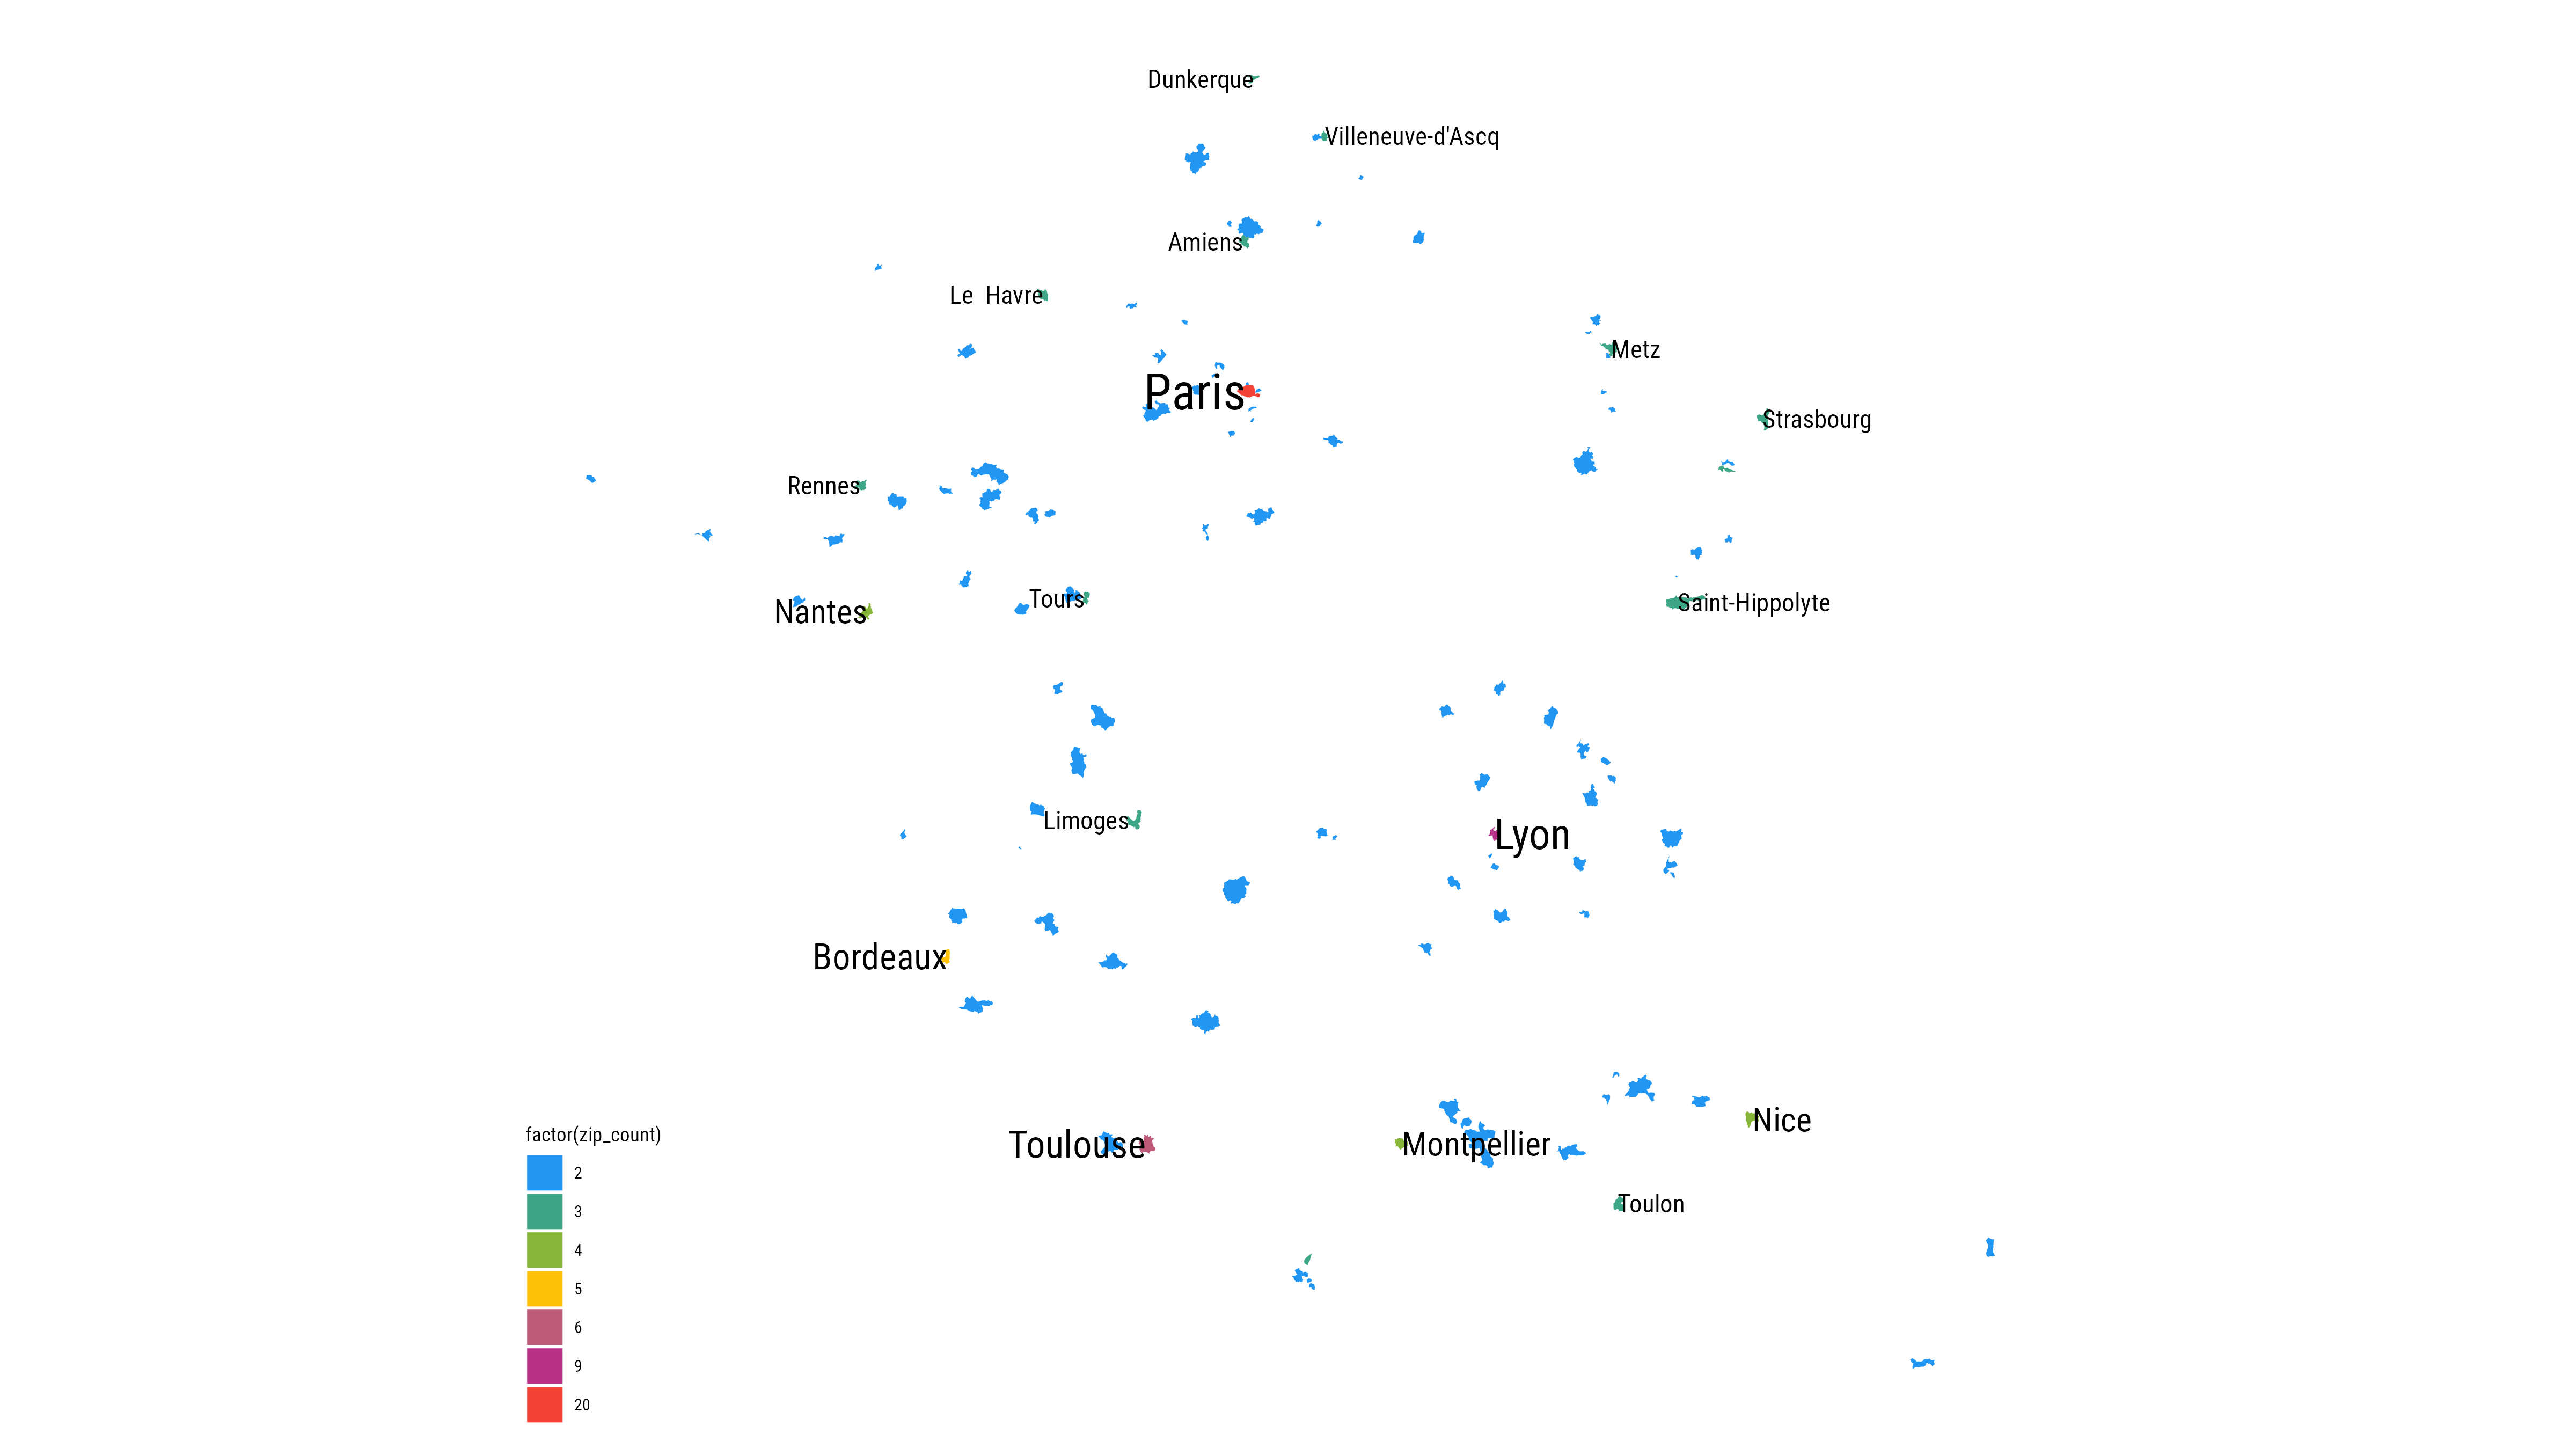 Dunkerque
Villeneuve-d'Ascq
Amiens
Le  Havre
Metz
Paris
Strasbourg
Rennes
Tours
Saint-Hippolyte
Nantes
Limoges
Lyon
Bordeaux
Nice
Toulouse
Montpellier
Toulon
factor(zip_count)
2
3
4
5
6
9
20